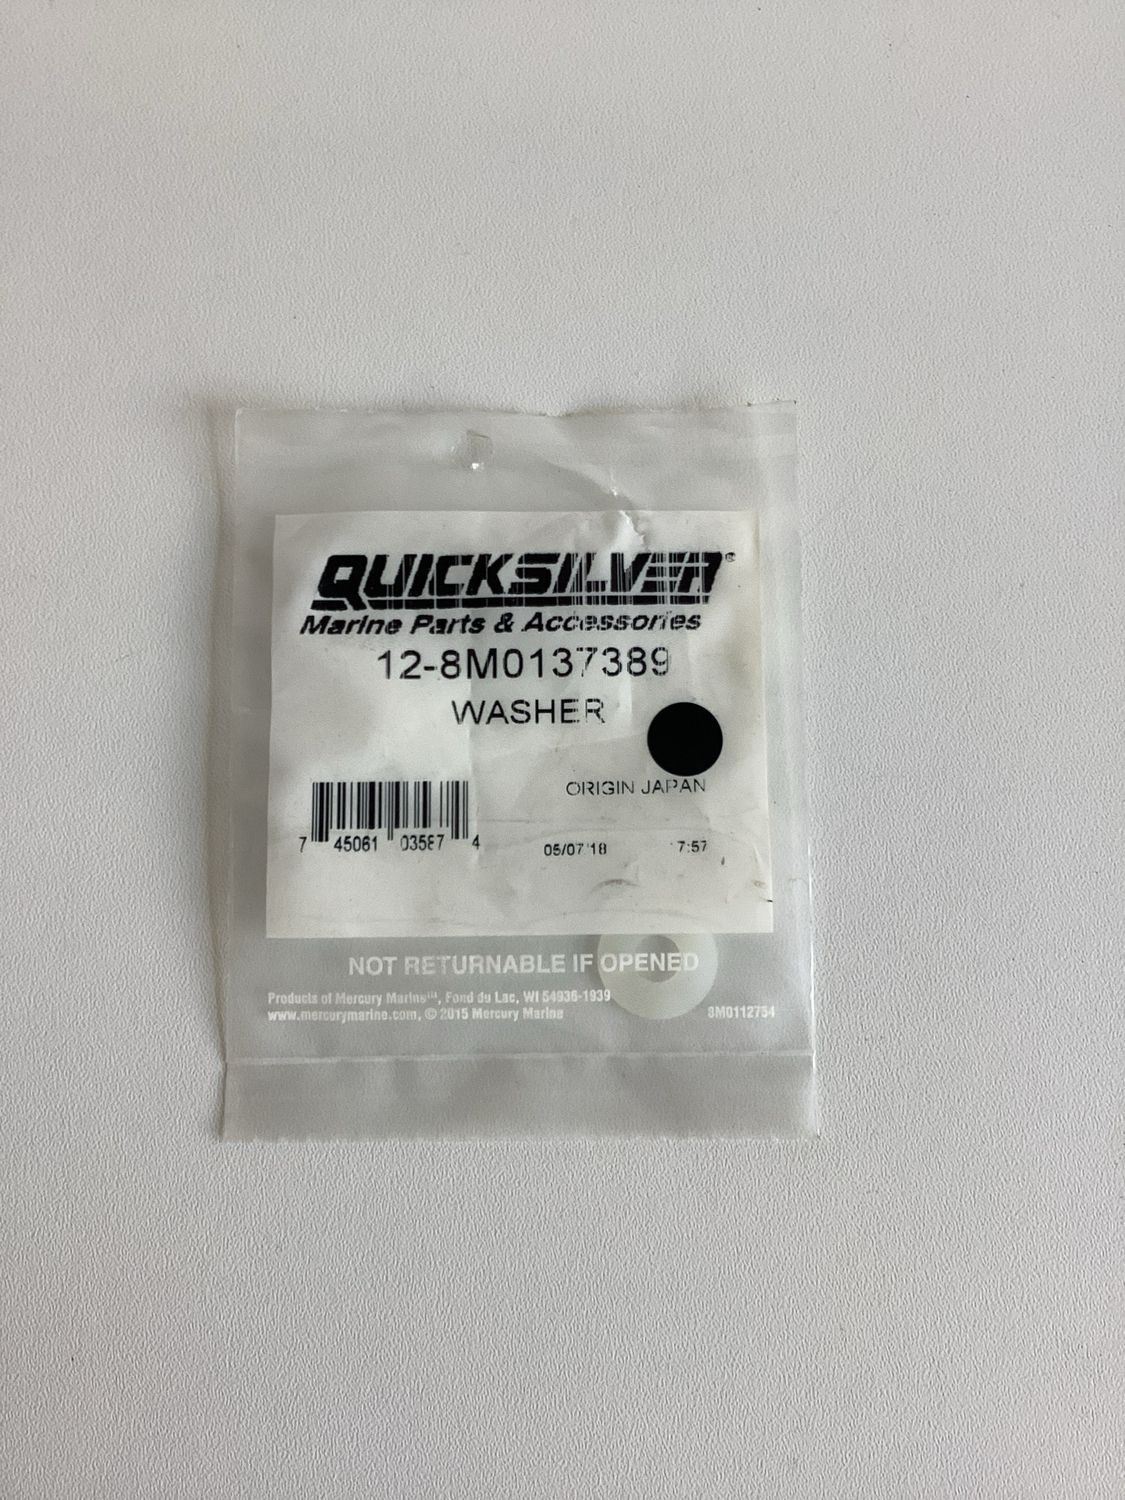 QUICKSILVER®
Marine Parts & Accessories
12-8M0137389
WASHER
ORIGIN JAPAN
7 45061 03587 4
05/07/18 7:57
NOT RETURNABLE IF OPENED
Products of Mercury Marine™, Fond du Lac, WI 54936-1939
www.mercurymarine.com, © 2015 Mercury Marine
8M0112754